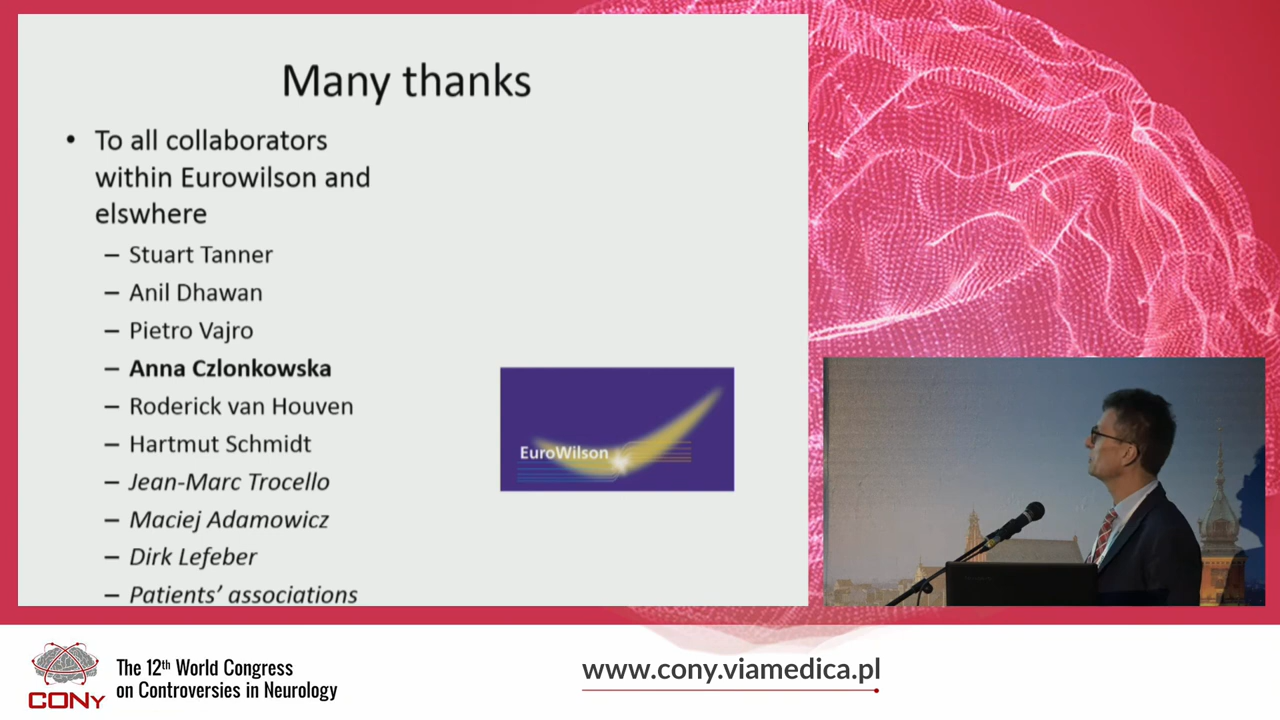 Many thanks
• To all collaborators
within Eurowilson and
elswhere
– Stuart Tanner
– Anil Dhawan
– Pietro Vajro
– Anna Czlonkowska
– Roderick van Houven
– Hartmut Schmidt
– Jean-Marc Trocello
– Maciej Adamowicz
– Dirk Lefeber
– Patients’ associations
EuroWilson
CONy
The 12th World Congress
on Controversies in Neurology
www.cony.viamedica.pl